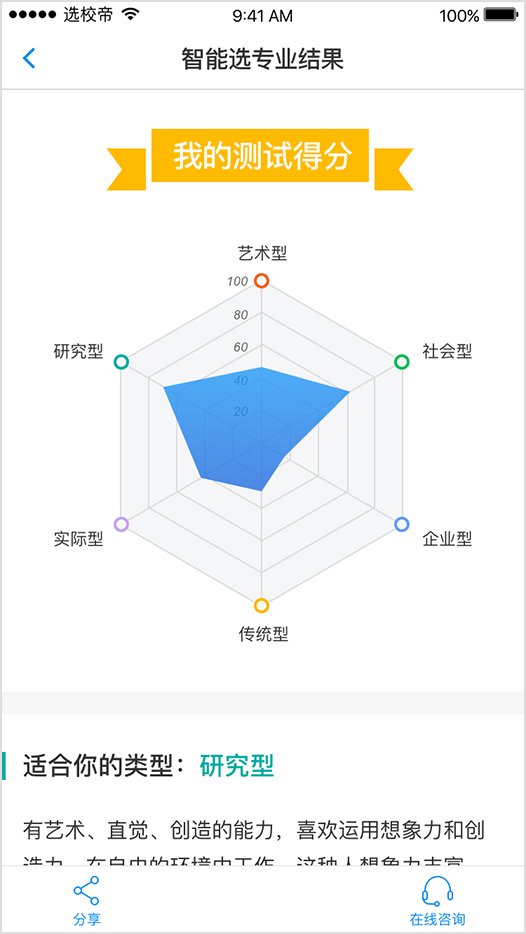 选校帝
9:41 AM
100%
智能选专业结果
我的测试得分
艺术型
100
80
60
40
20
研究型
社会型
实际型
企业型
传统型
适合你的类型：研究型
有艺术、直觉、创造的能力，喜欢运用想象力和创
造力，在自由的环境中工作。这种人想象力丰富，
分享
在线咨询